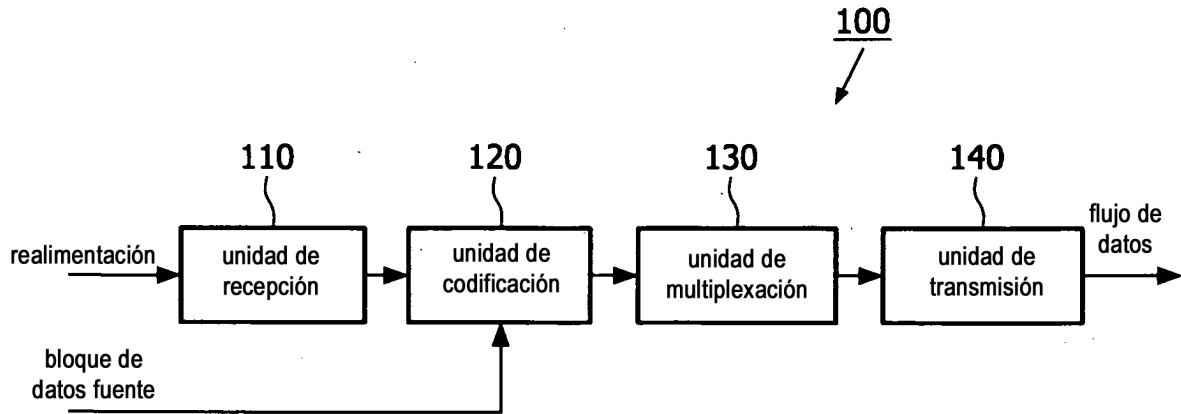 100
110
120
130
140
realimentación
unidad de
recepción
unidad de
codificación
unidad de
multiplexación
unidad de
transmisión
flujo de
datos
bloque de
datos fuente